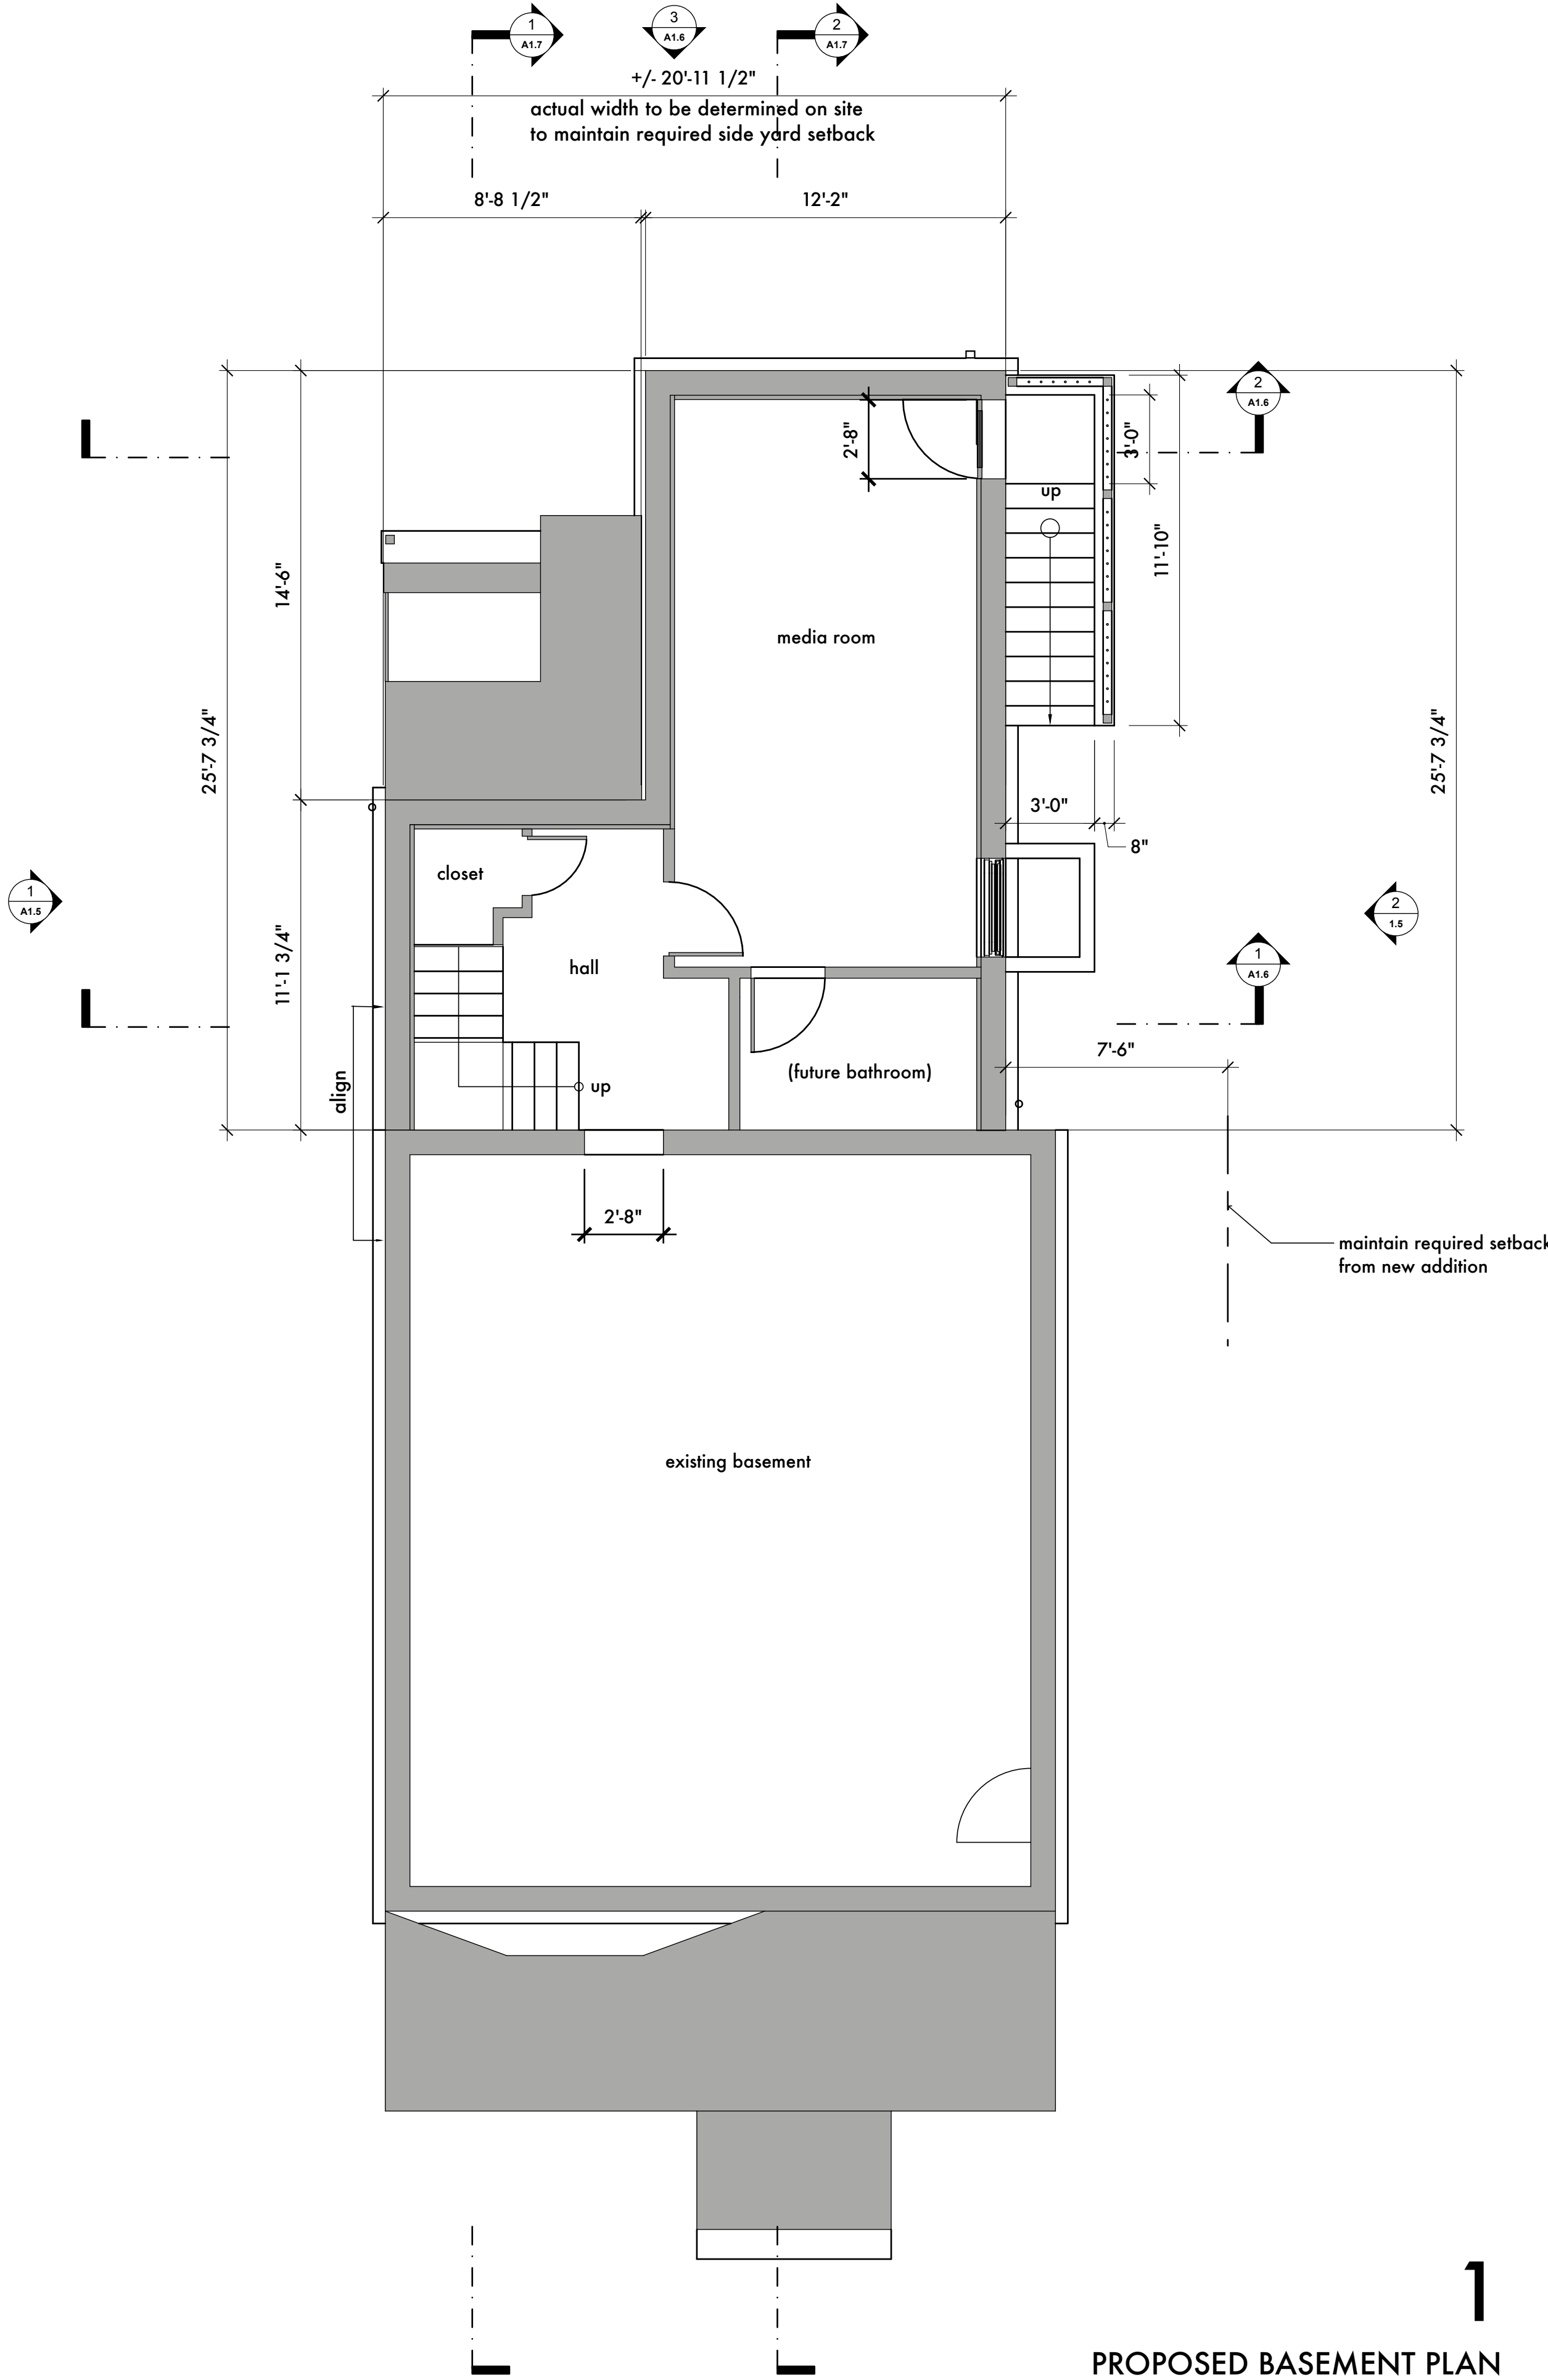 1
A1.7
3
A1.6
2
A1.7
+/- 20'-11 1/2"
actual width to be determined on site
to maintain required side yard setback
8'-8 1/2"
12'-2"
2
A1.6
2'-8"
3'-0"
up
11'-10"
14'-6"
media room
25'-7 3/4"
25'-7 3/4"
3'-0"
8"
closet
1
A1.5
2
1.5
hall
11'-1 3/4"
1
A1.6
7'-6"
(future bathroom)
up
align
2'-8"
maintain required setback
from new addition
existing basement
1
PROPOSED BASEMENT PLAN